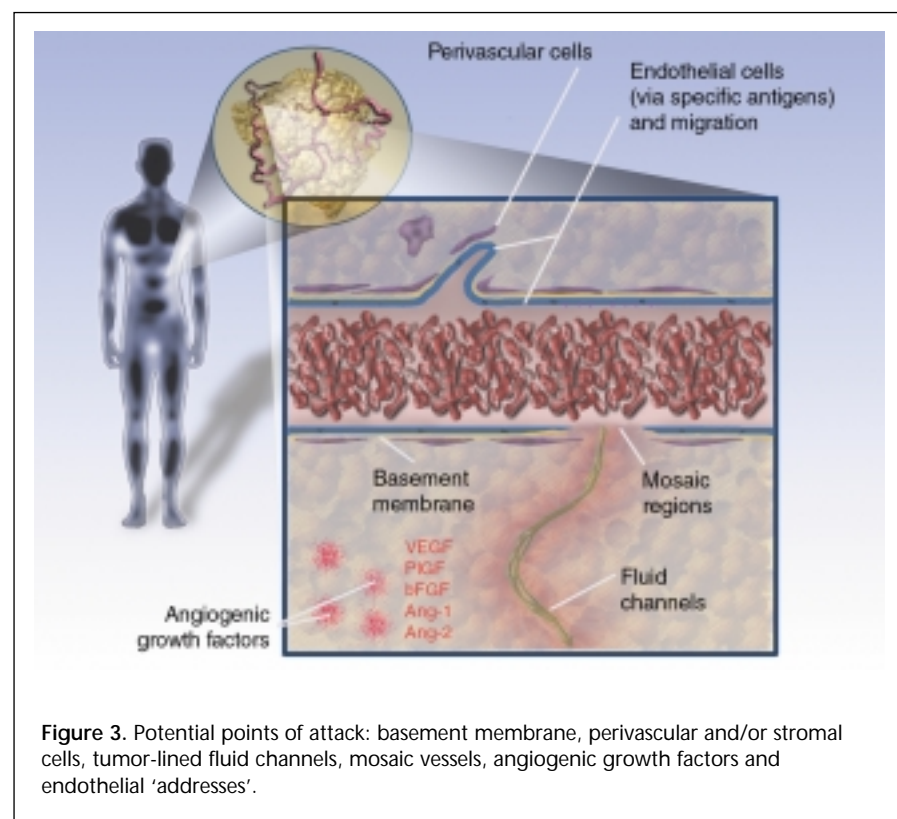 Perivascular cells
Endothelial cells
(via specific antigens)
and migration
Basement
membrane
Mosaic
regions
VEGF
PlGF
bFGF
Ang-1
Ang-2
Fluid
channels
Angiogenic
growth factors
Figure 3. Potential points of attack: basement membrane, perivascular and/or stromal
cells, tumor-lined fluid channels, mosaic vessels, angiogenic growth factors and
endothelial ‘addresses’.